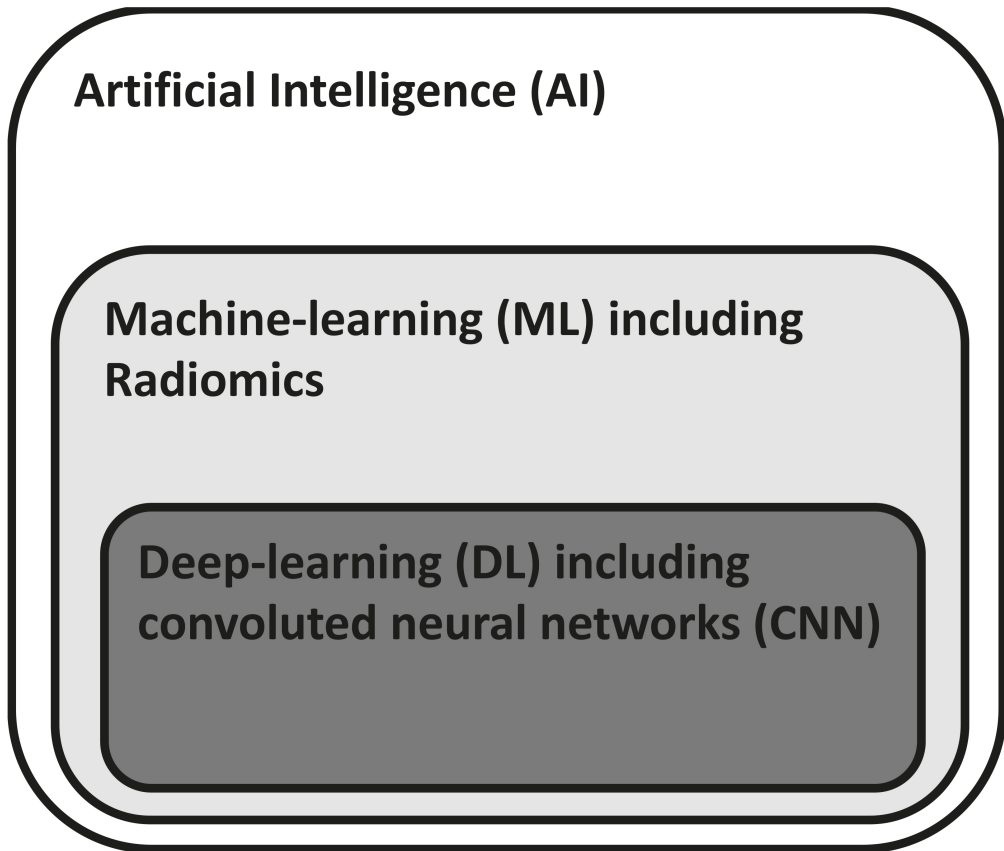 Artificial Intelligence (AI)
Machine-learning (ML) including
Radiomics
Deep-learning (DL) including
convoluted neural networks (CNN)